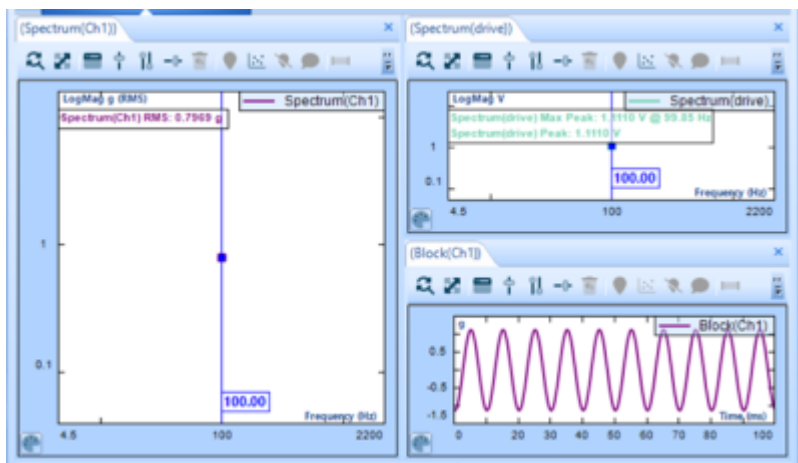 (Spectrum(Ch1))
LogMag g (RMS)
Spectrum(Ch1)
Spectrum(Ch1) RMS: 0.7969 g
1
0.1
100.00
Frequency (Hz)
4.5 100 2200
(Spectrum(drive))
LogMag V
Spectrum(drive)
Spectrum(drive) Max Peak: 1.1110 V @ 99.85 Hz
Spectrum(drive) Peak: 1.1110 V
1
0.1
100.00
Frequency (Hz)
4.5 100 2200
(Block(Ch1))
g
Block(Ch1)
0.5
-0.5
-1.5
Time (ms)
0 20 30 40 50 60 70 80 100